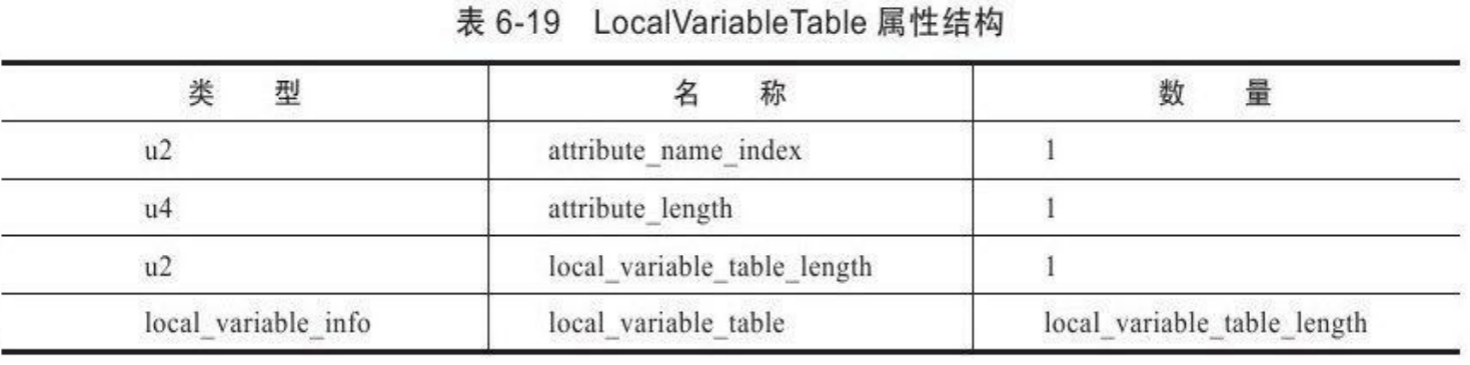 表 6-19 LocalVariableTable 属性结构
类 型 名 称 数 量
u2 attribute_name_index 1
u4 attribute_length 1
u2 local_variable_table_length 1
local_variable_info local_variable_table local_variable_table_length